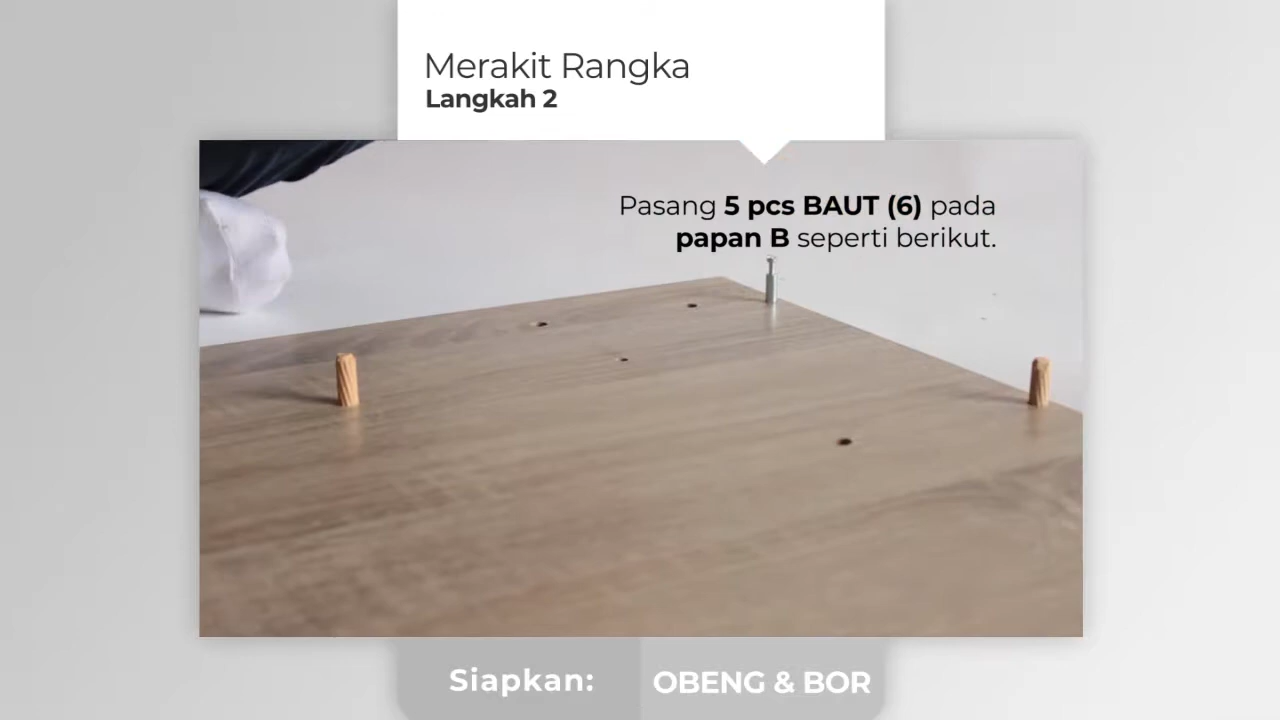 Merakit Rangka
Langkah 2
Pasang 5 pcs BAUT (6) pada
papan B seperti berikut.
Siapkan: OBENG & BOR